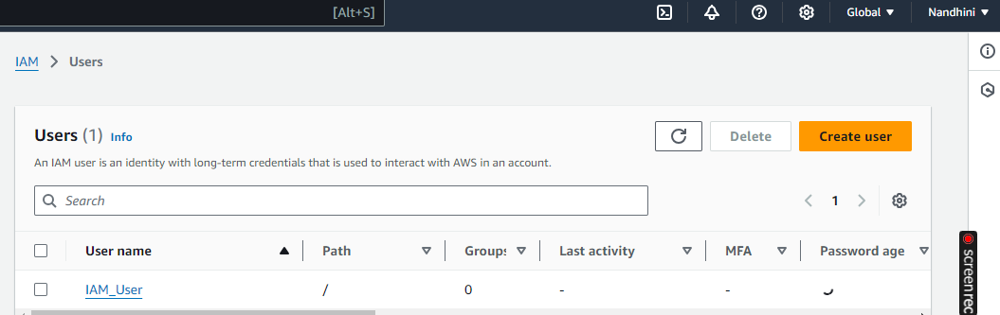 [Alt+S] Global Nandhini
IAM > Users
Users (1) Info Delete Create user
An IAM user is an identity with long-term credentials that is used to interact with AWS in an account.
Search 1
User name Path Groups Last activity MFA Password age
IAM_User / 0 - -
screenrec